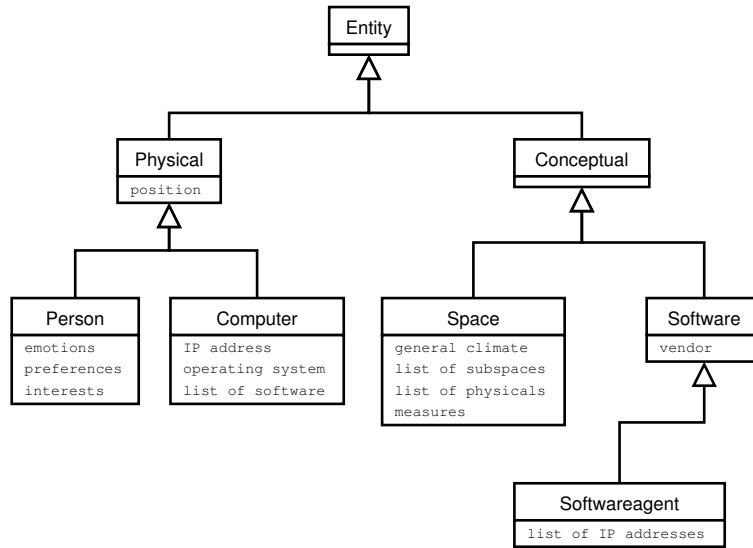 Entity
Physical
position
Conceptual
Person
emotions
preferences
interests
Computer
IP address
operating system
list of software
Space
general climate
list of subspaces
list of physicals
measures
Software
vendor
Softwareagent
list of IP addresses